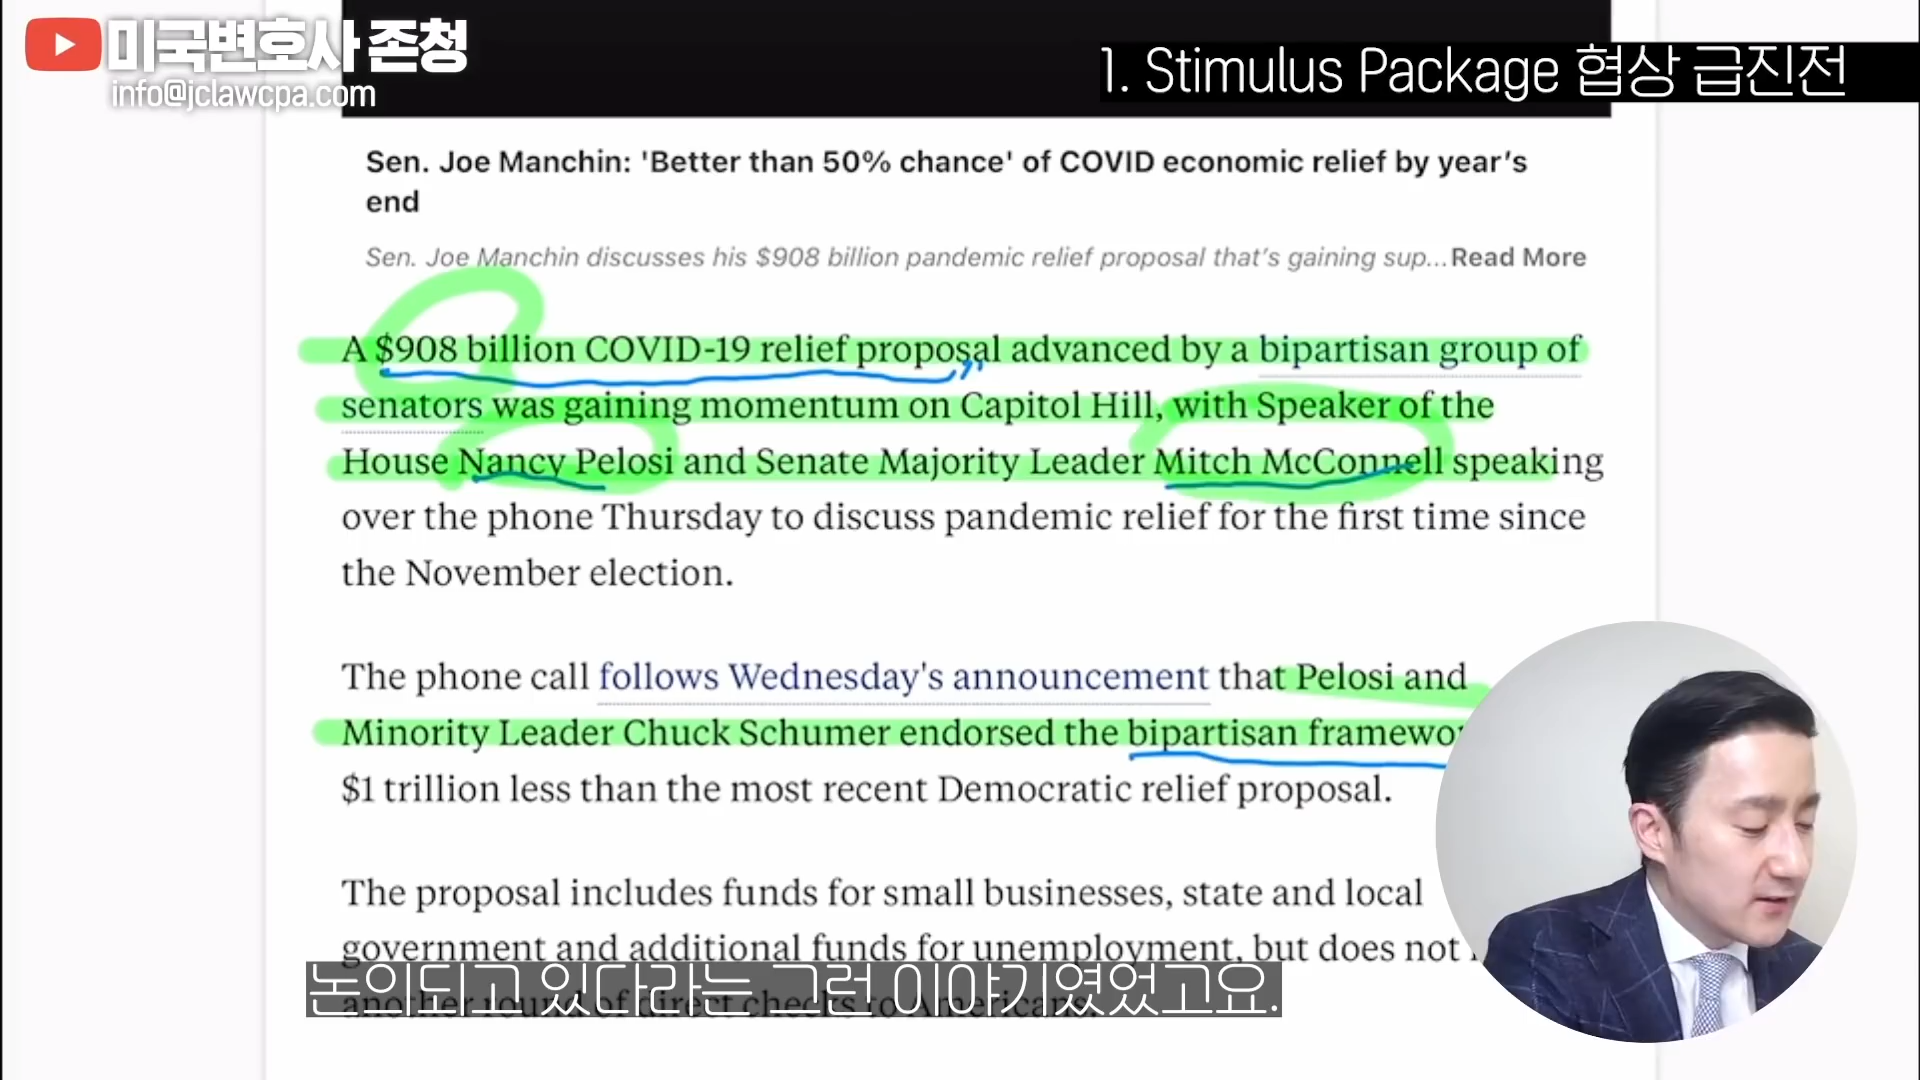 미국변호사 존청
info@jclawcpa.com
1. Stimulus Package 협상 급진전
Sen. Joe Manchin: 'Better than 50% chance' of COVID economic relief by year's
end
Sen. Joe Manchin discusses his $908 billion pandemic relief proposal that's gaining sup...Read More
A $908 billion COVID-19 relief proposal advanced by a bipartisan group of
senators was gaining momentum on Capitol Hill, with Speaker of the
House Nancy Pelosi and Senate Majority Leader Mitch McConnell speaking
over the phone Thursday to discuss pandemic relief for the first time since
the November election.
The phone call follows Wednesday's announcement that Pelosi and
Minority Leader Chuck Schumer endorsed the bipartisan
$1 trillion less than the most recent Democratic relief proposal.
The proposal includes funds for small businesses, state and local
government and additional funds for unemployment, but does not
another round of direct checks to Americans.
논의되고 있다라는 그런 이야기였었고요.